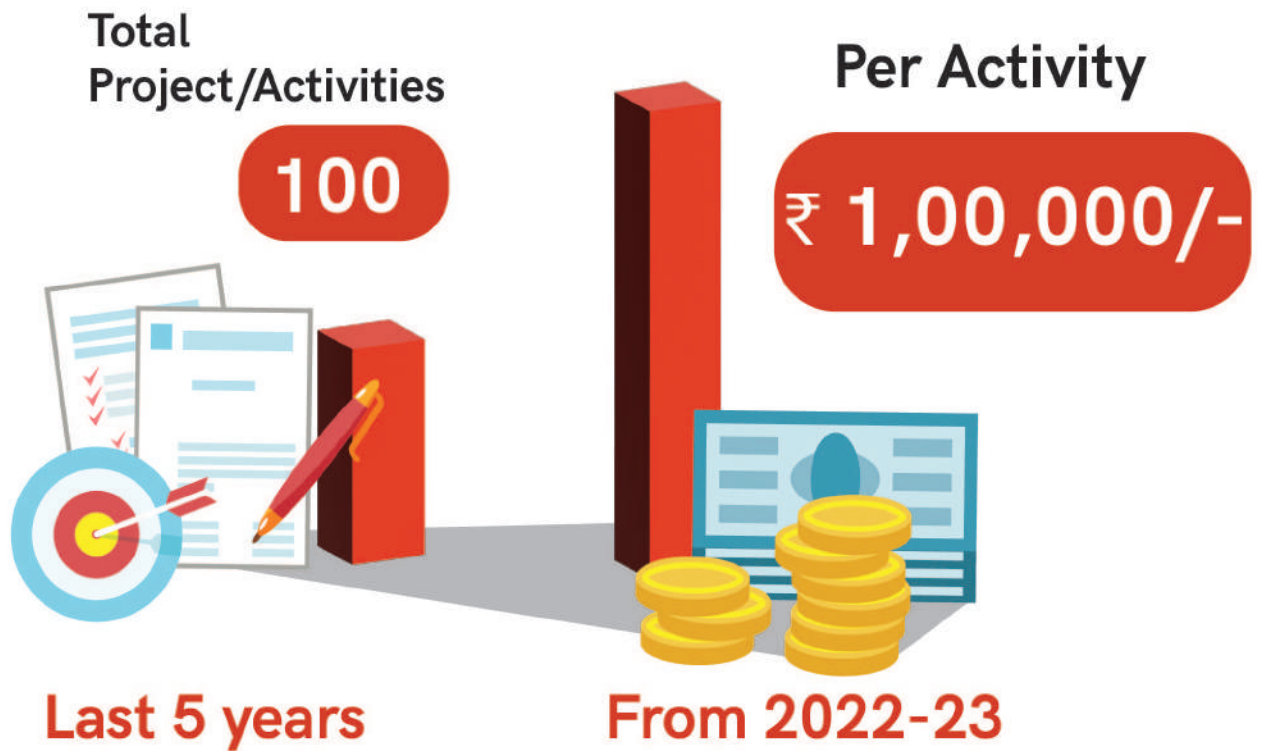 Total
Project/Activities
100
Per Activity
₹ 1,00,000/-
Last 5 years
From 2022-23